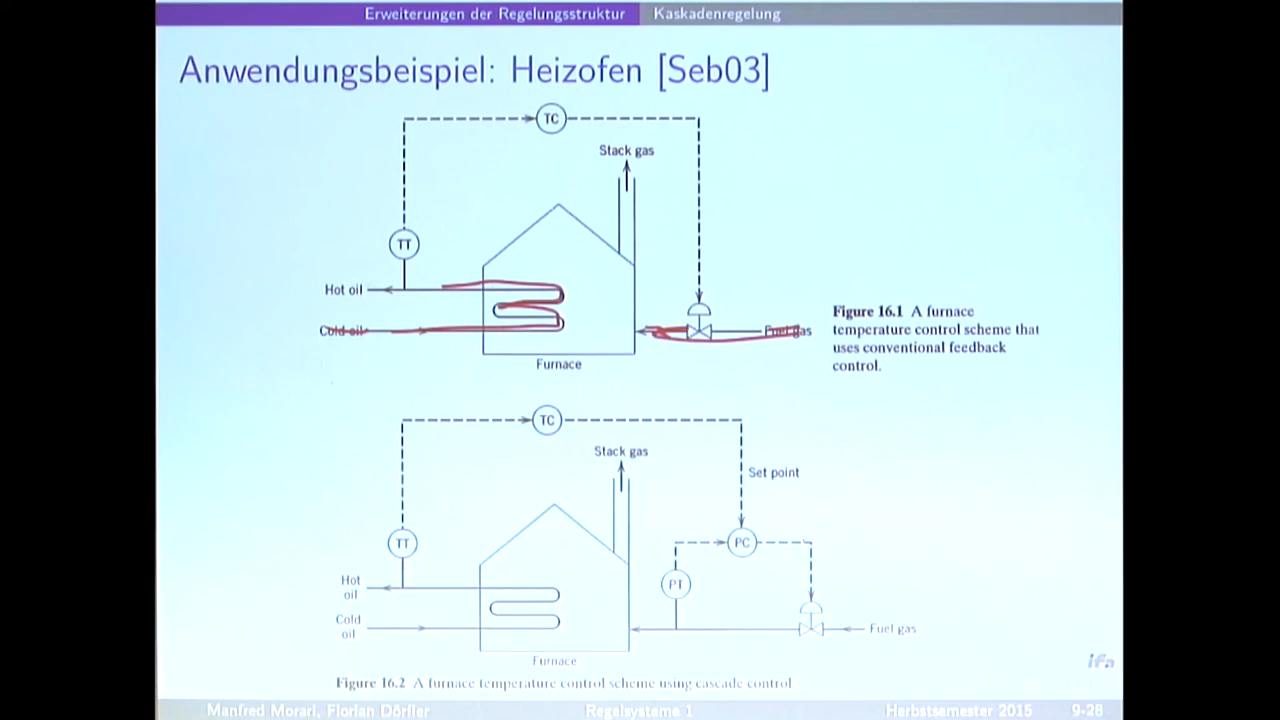 Erweiterungen der Regelungsstruktur Kaskadenregelung
Anwendungsbeispiel: Heizofen [Seb03]
TC
Stack gas
TT
Hot oil
Cold oil
Fuel gas
Furnace
Figure 16.1 A furnace
temperature control scheme that
uses conventional feedback
control.
TC
Stack gas
Set point
TT
PC
PT
Hot
oil
Cold
oil
Fuel gas
Furnace
ifa
Figure 16.2 A furnace temperature control scheme using cascade control
Manfred Morari, Florian Dörfler Regelsysteme 1 Herbstsemester 2015 9-28